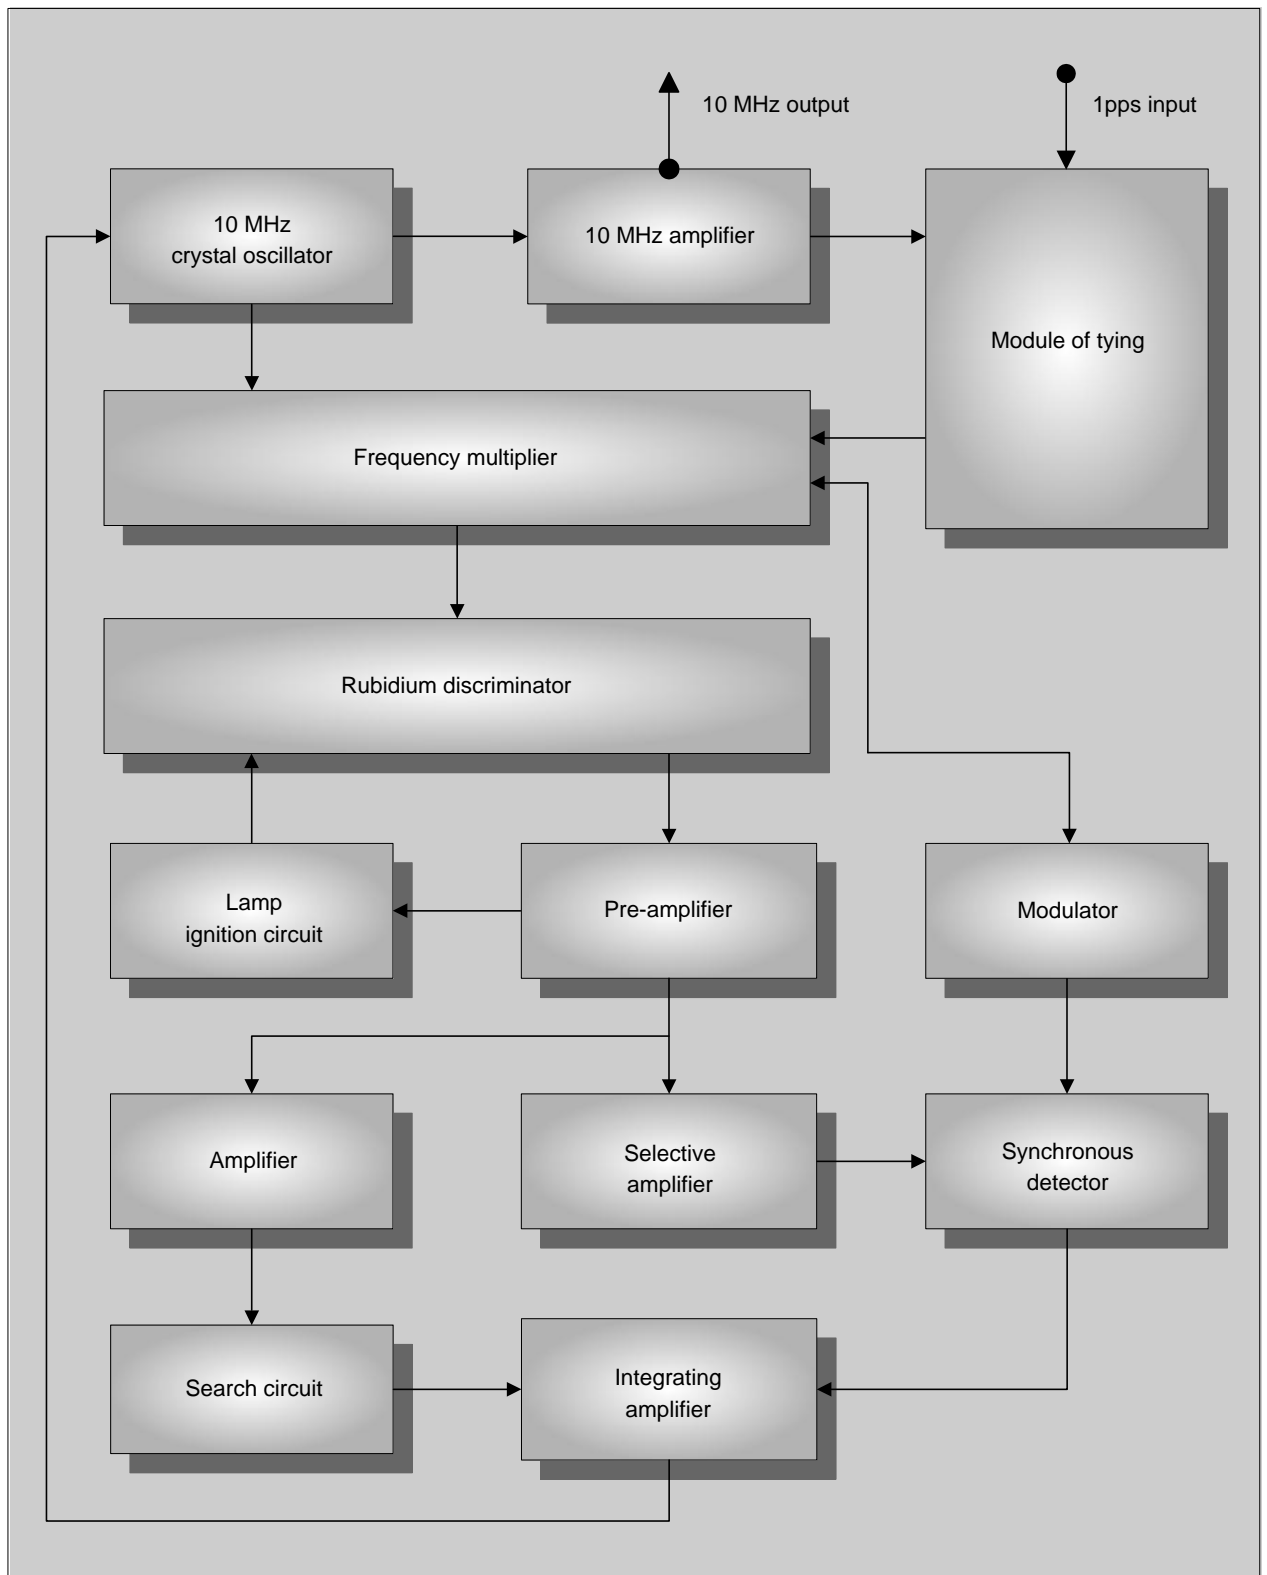 10 MHz output
1pps input
10 MHz
crystal oscillator
10 MHz amplifier
Module of tying
Frequency multiplier
Rubidium discriminator
Lamp
ignition circuit
Pre-amplifier
Modulator
Amplifier
Selective
amplifier
Synchronous
detector
Search circuit
Integrating
amplifier